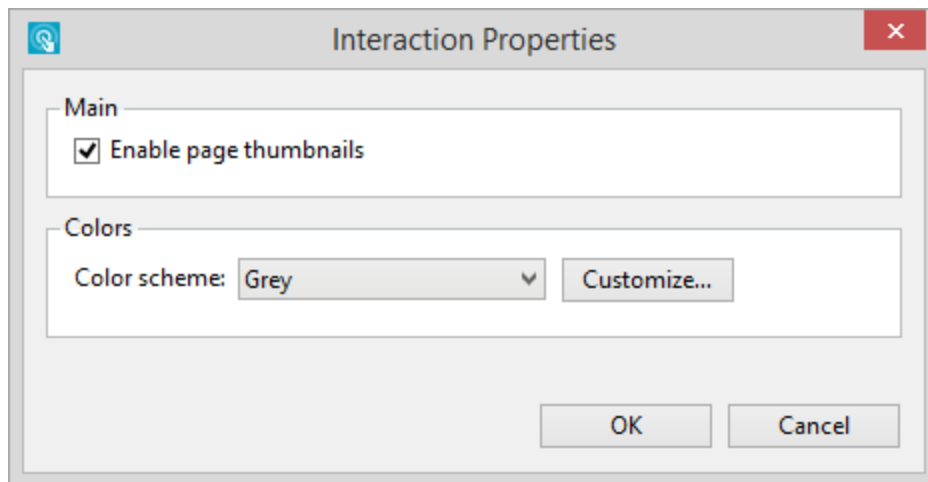 Interaction Properties
Main
Enable page thumbnails
Colors
Color scheme: Grey Customize...
OK Cancel